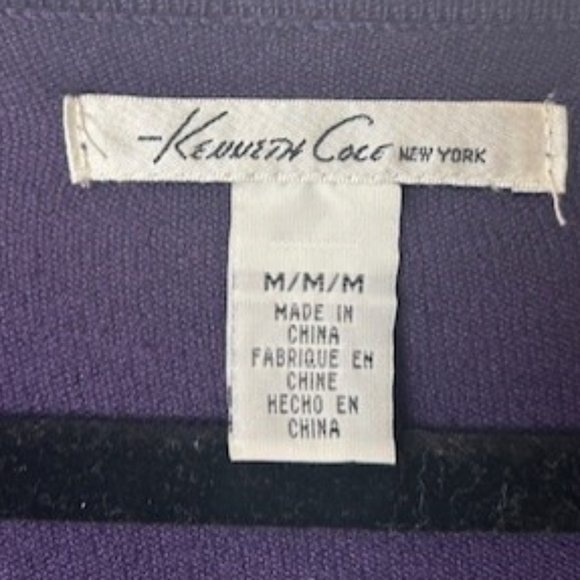 Kenneth Cole NEW YORK
M/M/M
MADE IN
CHINA
FABRIQUE EN
CHINE
HECHO EN
CHINA